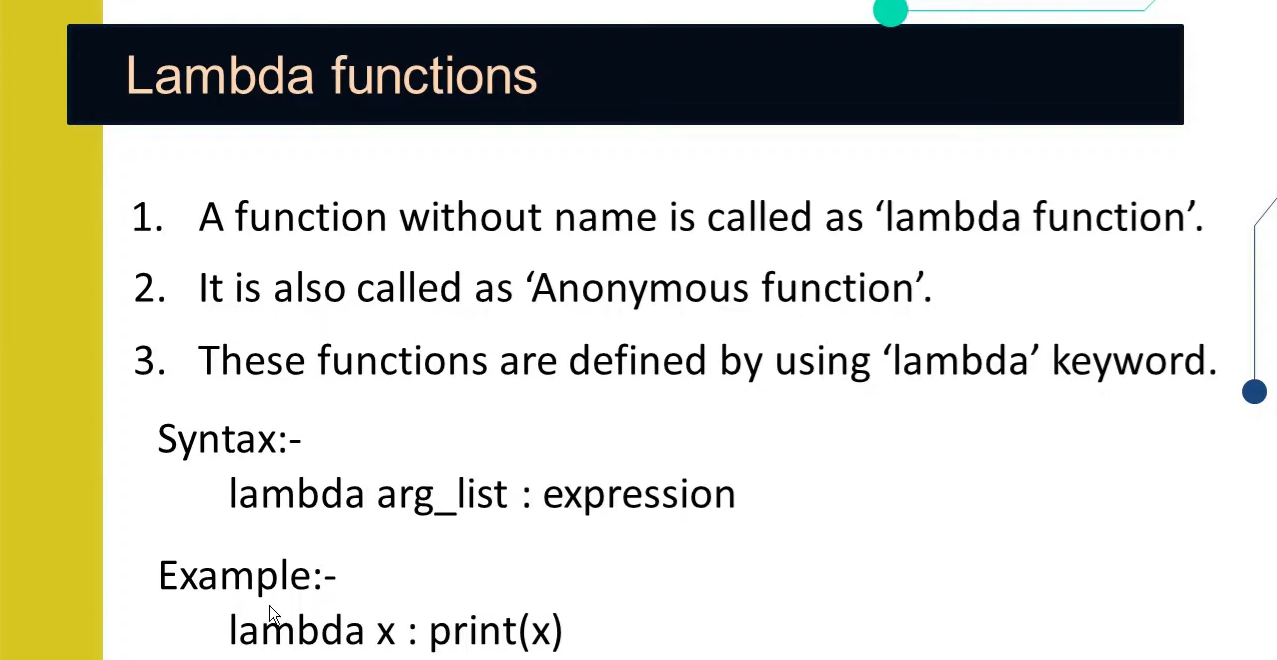 Lambda functions
1. A function without name is called as ‘lambda function’.
2. It is also called as ‘Anonymous function’.
3. These functions are defined by using ‘lambda’ keyword.
Syntax:-
lambda arg_list : expression
Example:-
lambda x : print(x)